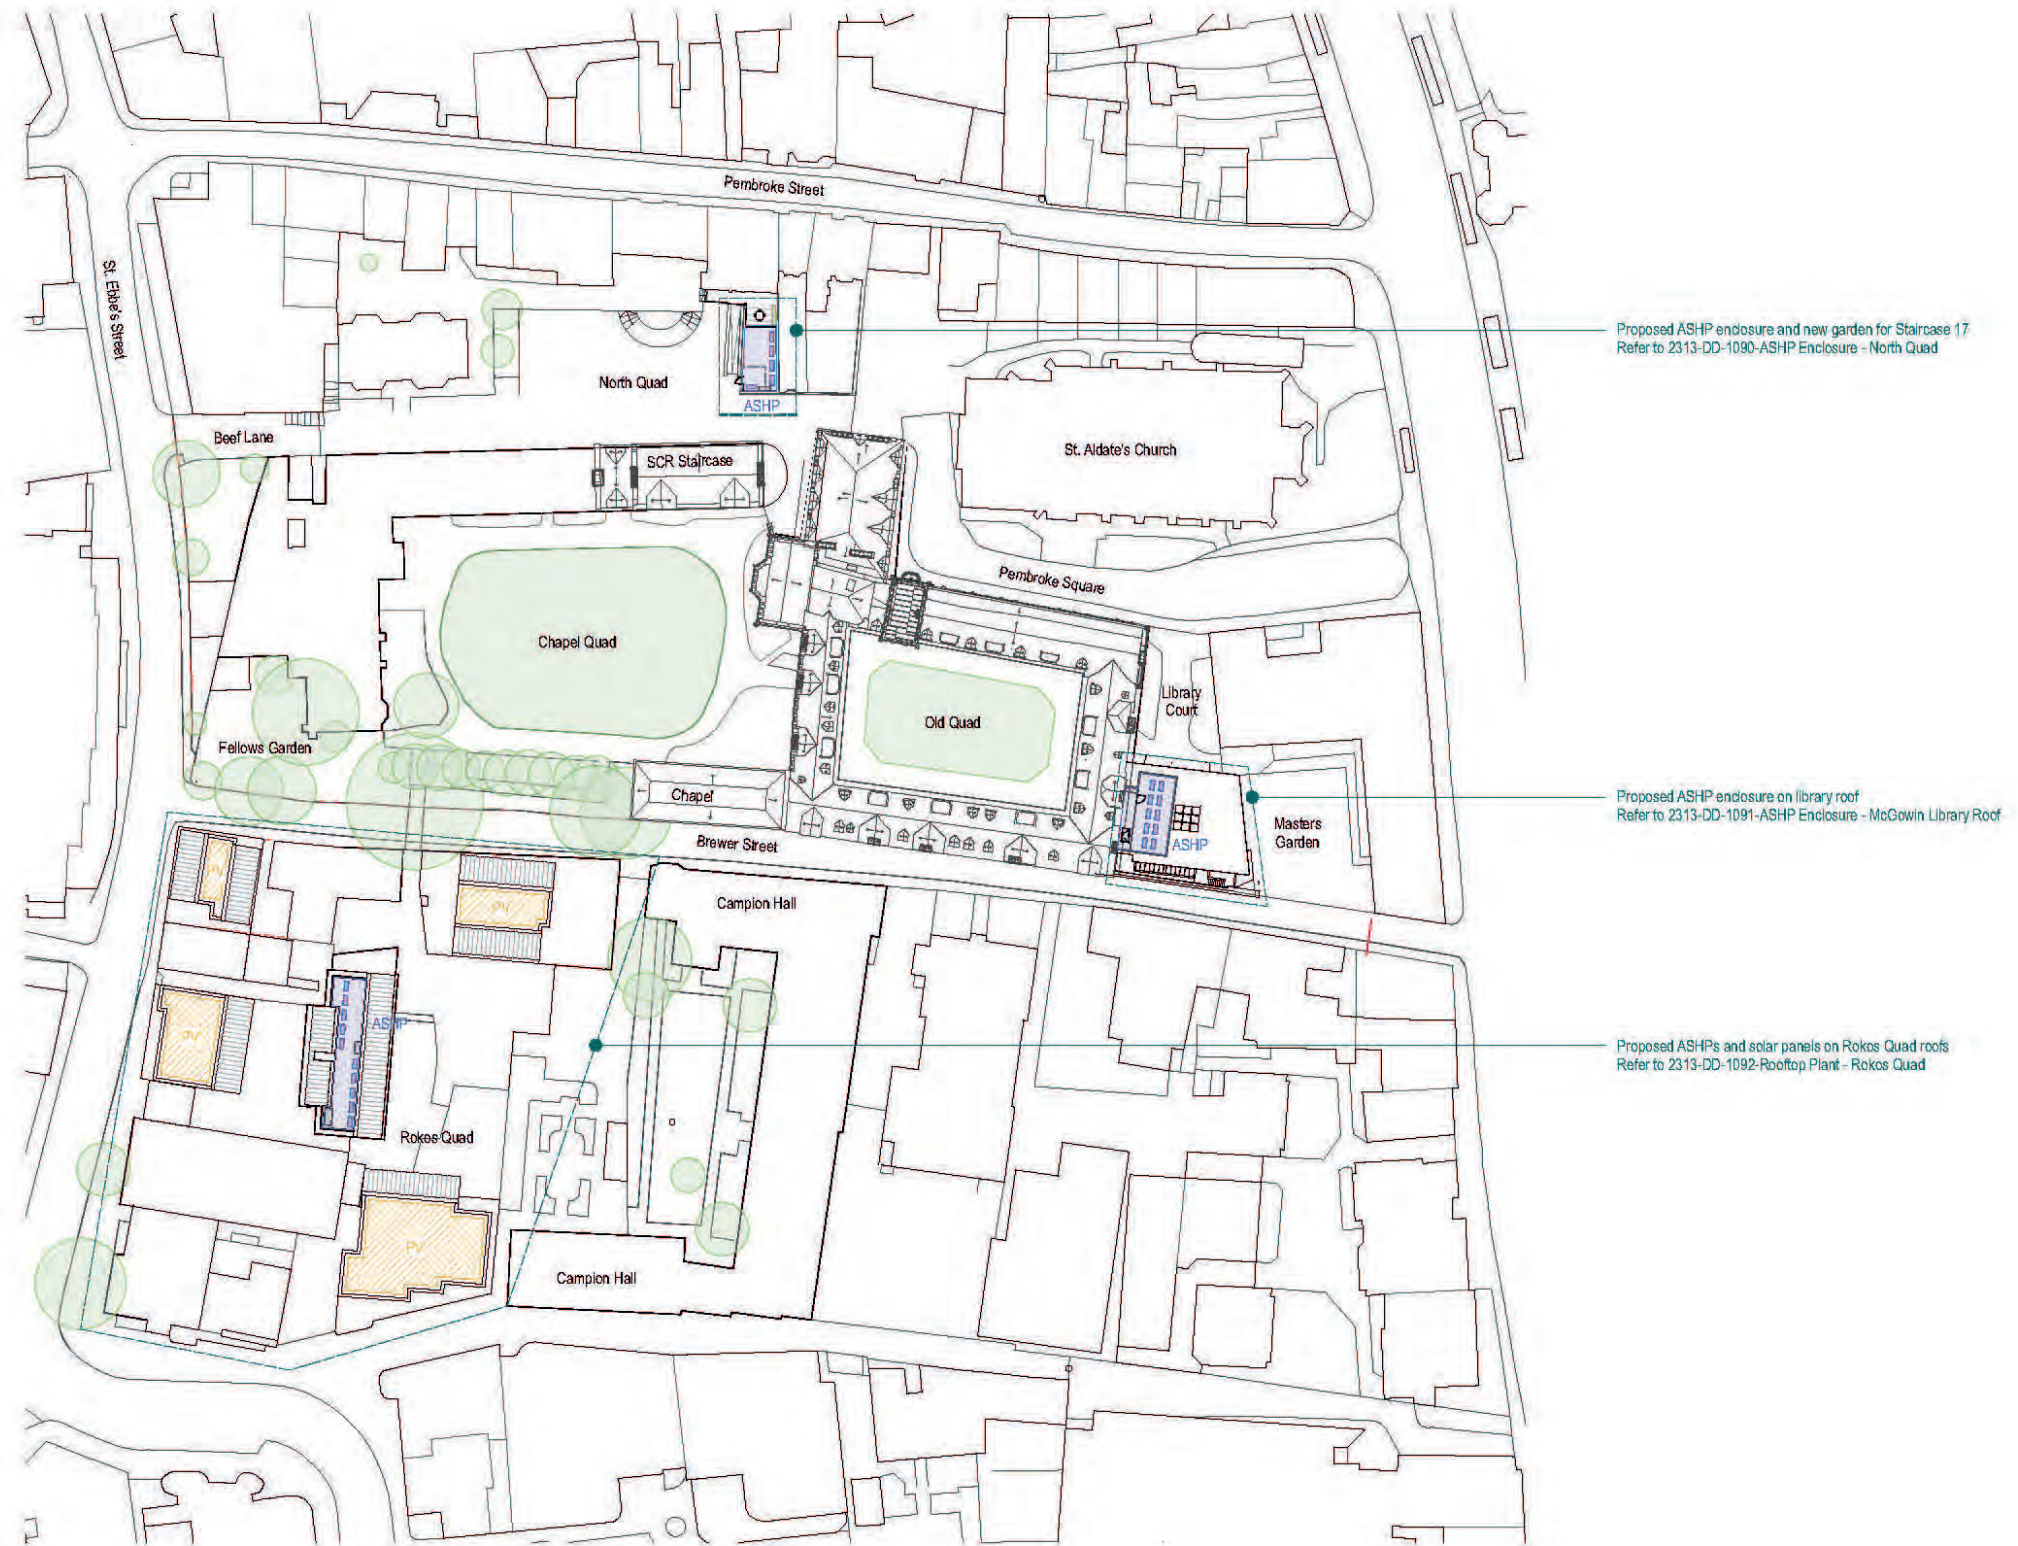 Pembroke Street
St. Ebbe's Street
Proposed ASHP enclosure and new garden for Staircase 17
Refer to 2313-DD-1090-ASHP Enclosure - North Quad
North Quad
ASHP
Beef Lane
SCR Staircase
St. Aldate's Church
Pembroke Square
Chapel Quad
Old Quad
Library
Court
Fellows Garden
Chapel
Proposed ASHP enclosure on library roof
Refer to 2313-DD-1091-ASHP Enclosure - McGowin Library Roof
Masters
Garden
ASHP
Brewer Street
PV
PV
Campion Hall
ASHP
PV
Proposed ASHPs and solar panels on Rokos Quad roofs
Refer to 2313-DD-1092-Rooftop Plant - Rokos Quad
Rokos Quad
PV
Campion Hall